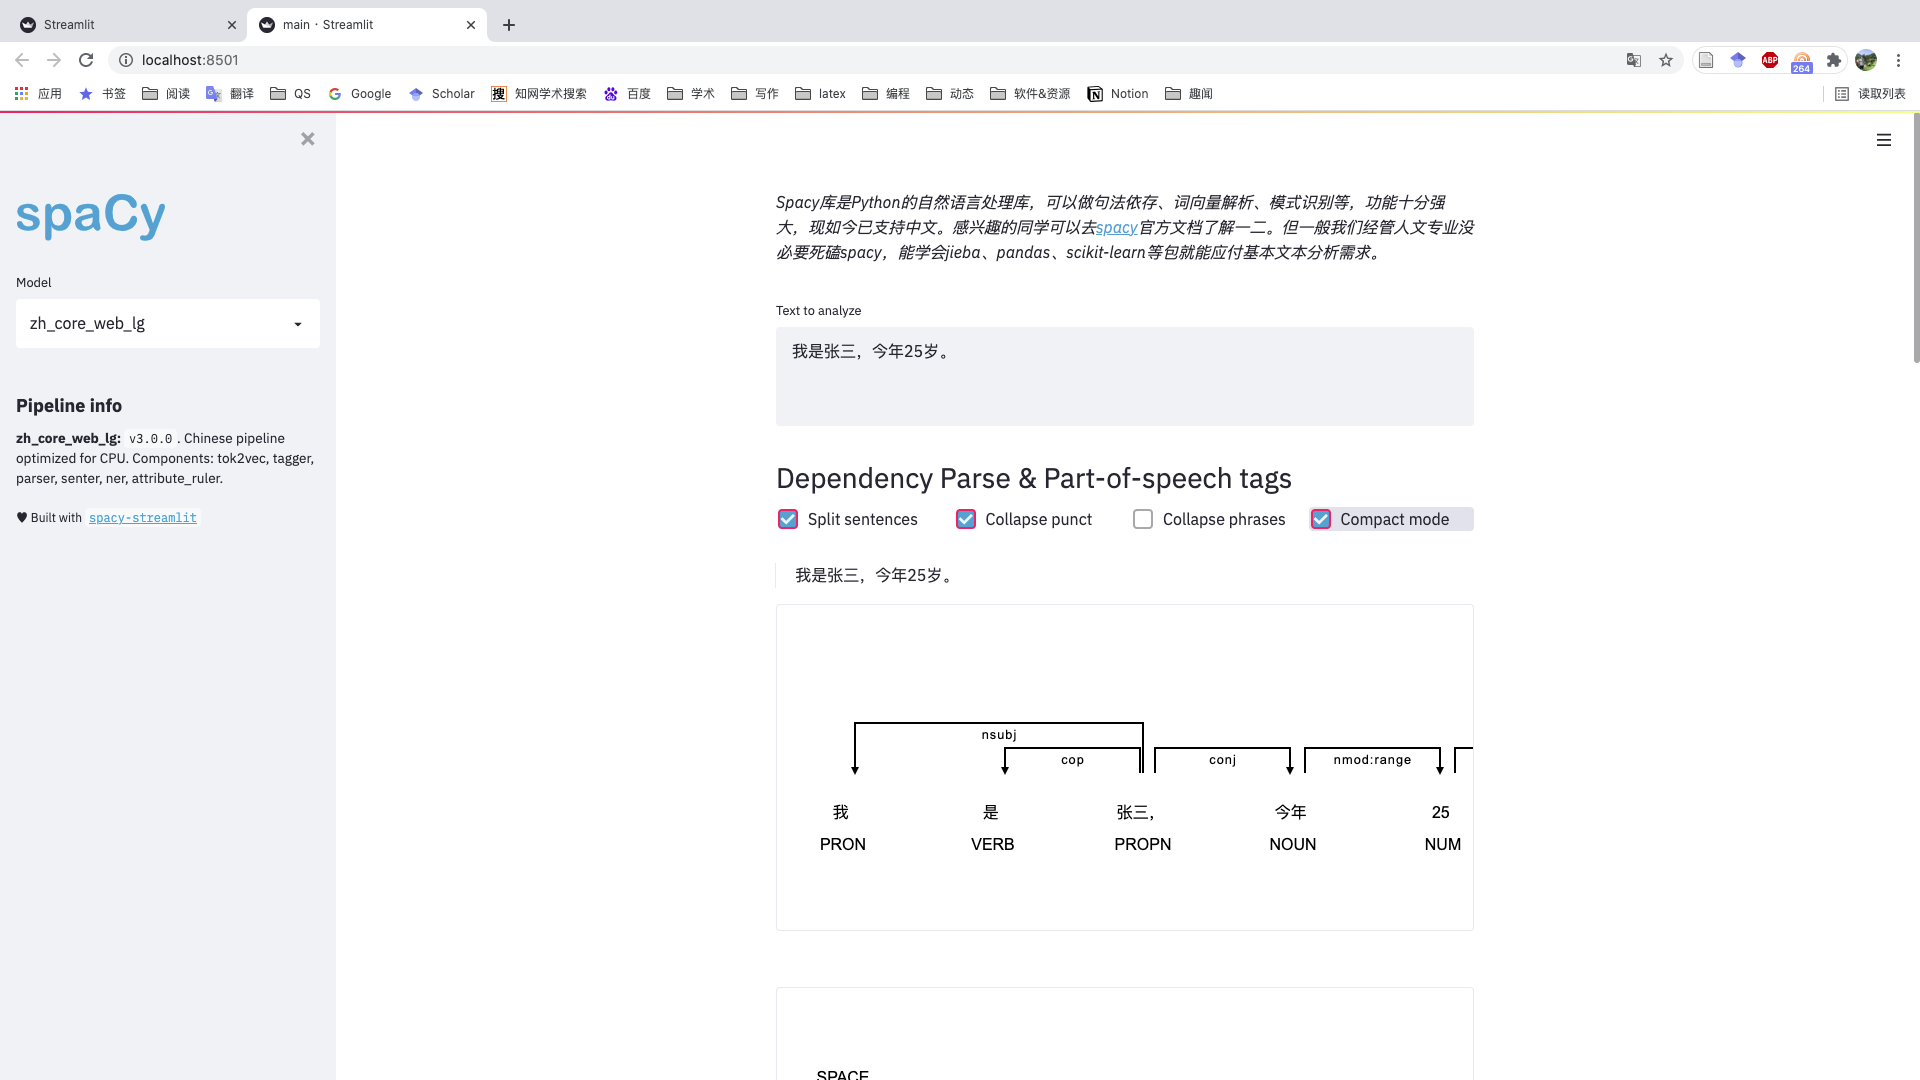 Streamlit
main · Streamlit
localhost:8501
264
ABP
应用
书签
阅读
翻译
QS
Google
Scholar
搜
知网学术搜索
百度
学术
写作
latex
编程
动态
软件&资源
Notion
趣闻
读取列表
spaCy
Model
zh_core_web_lg
Pipeline info
zh_core_web_lg: v3.0.0 . Chinese pipeline
optimized for CPU. Components: tok2vec, tagger,
parser, senter, ner, attribute_ruler.
♥ Built with spacy-streamlit
Spacy库是Python的自然语言处理库，可以做句法依存、词向量解析、模式识别等，功能十分强
大，现如今已支持中文。感兴趣的同学可以去spacy官方文档了解一二。但一般我们经管人文专业没
必要死磕spacy，能学会jieba、pandas、scikit-learn等包就能应付基本文本分析需求。
Text to analyze
我是张三，今年25岁。
Dependency Parse & Part-of-speech tags
Split sentences
Collapse punct
Collapse phrases
Compact mode
我是张三，今年25岁。
nsubj
cop
conj
nmod:range
我 是 张三， 今年 25
PRON VERB PROPN NOUN NUM
SPACE